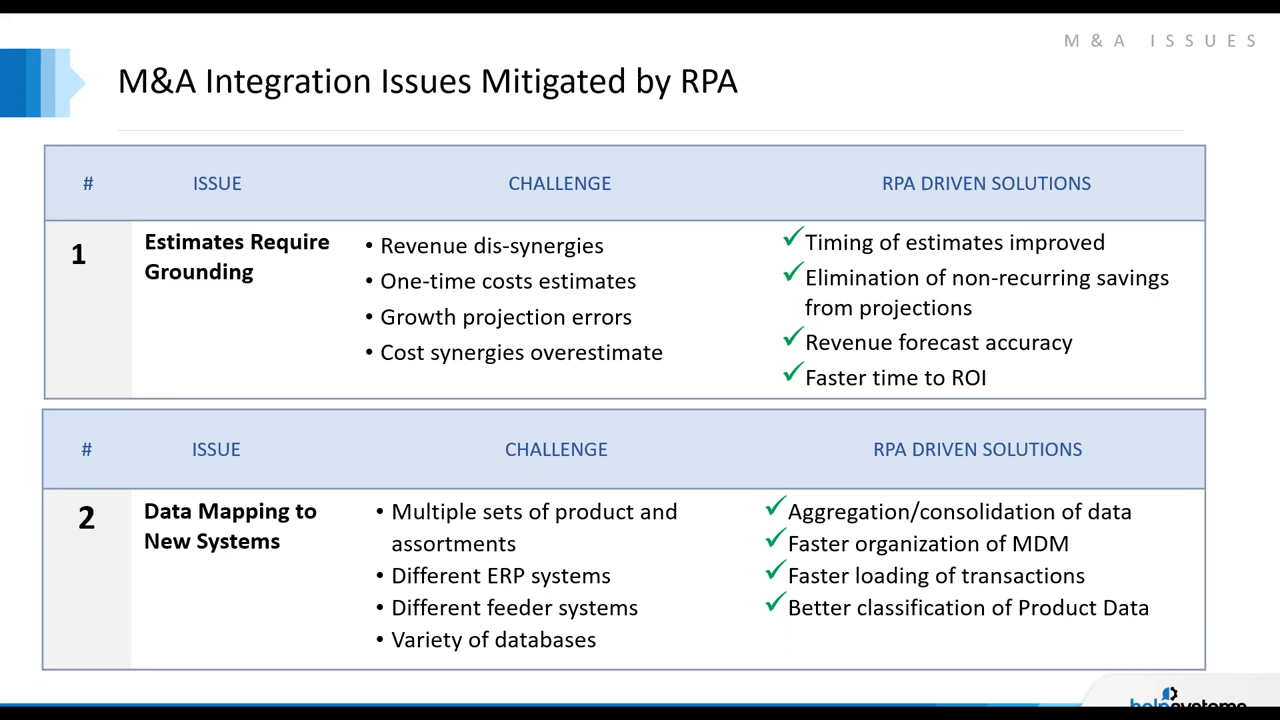 M&A ISSUES
M&A Integration Issues Mitigated by RPA
# ISSUE CHALLENGE RPA DRIVEN SOLUTIONS
1
Estimates Require
Grounding
• Revenue dis-synergies
• One-time costs estimates
• Growth projection errors
• Cost synergies overestimate
✓Timing of estimates improved
✓Elimination of non-recurring savings
from projections
✓Revenue forecast accuracy
✓Faster time to ROI
# ISSUE CHALLENGE RPA DRIVEN SOLUTIONS
2
Data Mapping to
New Systems
• Multiple sets of product and
assortments
• Different ERP systems
• Different feeder systems
• Variety of databases
✓Aggregation/consolidation of data
✓Faster organization of MDM
✓Faster loading of transactions
✓Better classification of Product Data
helpsystems